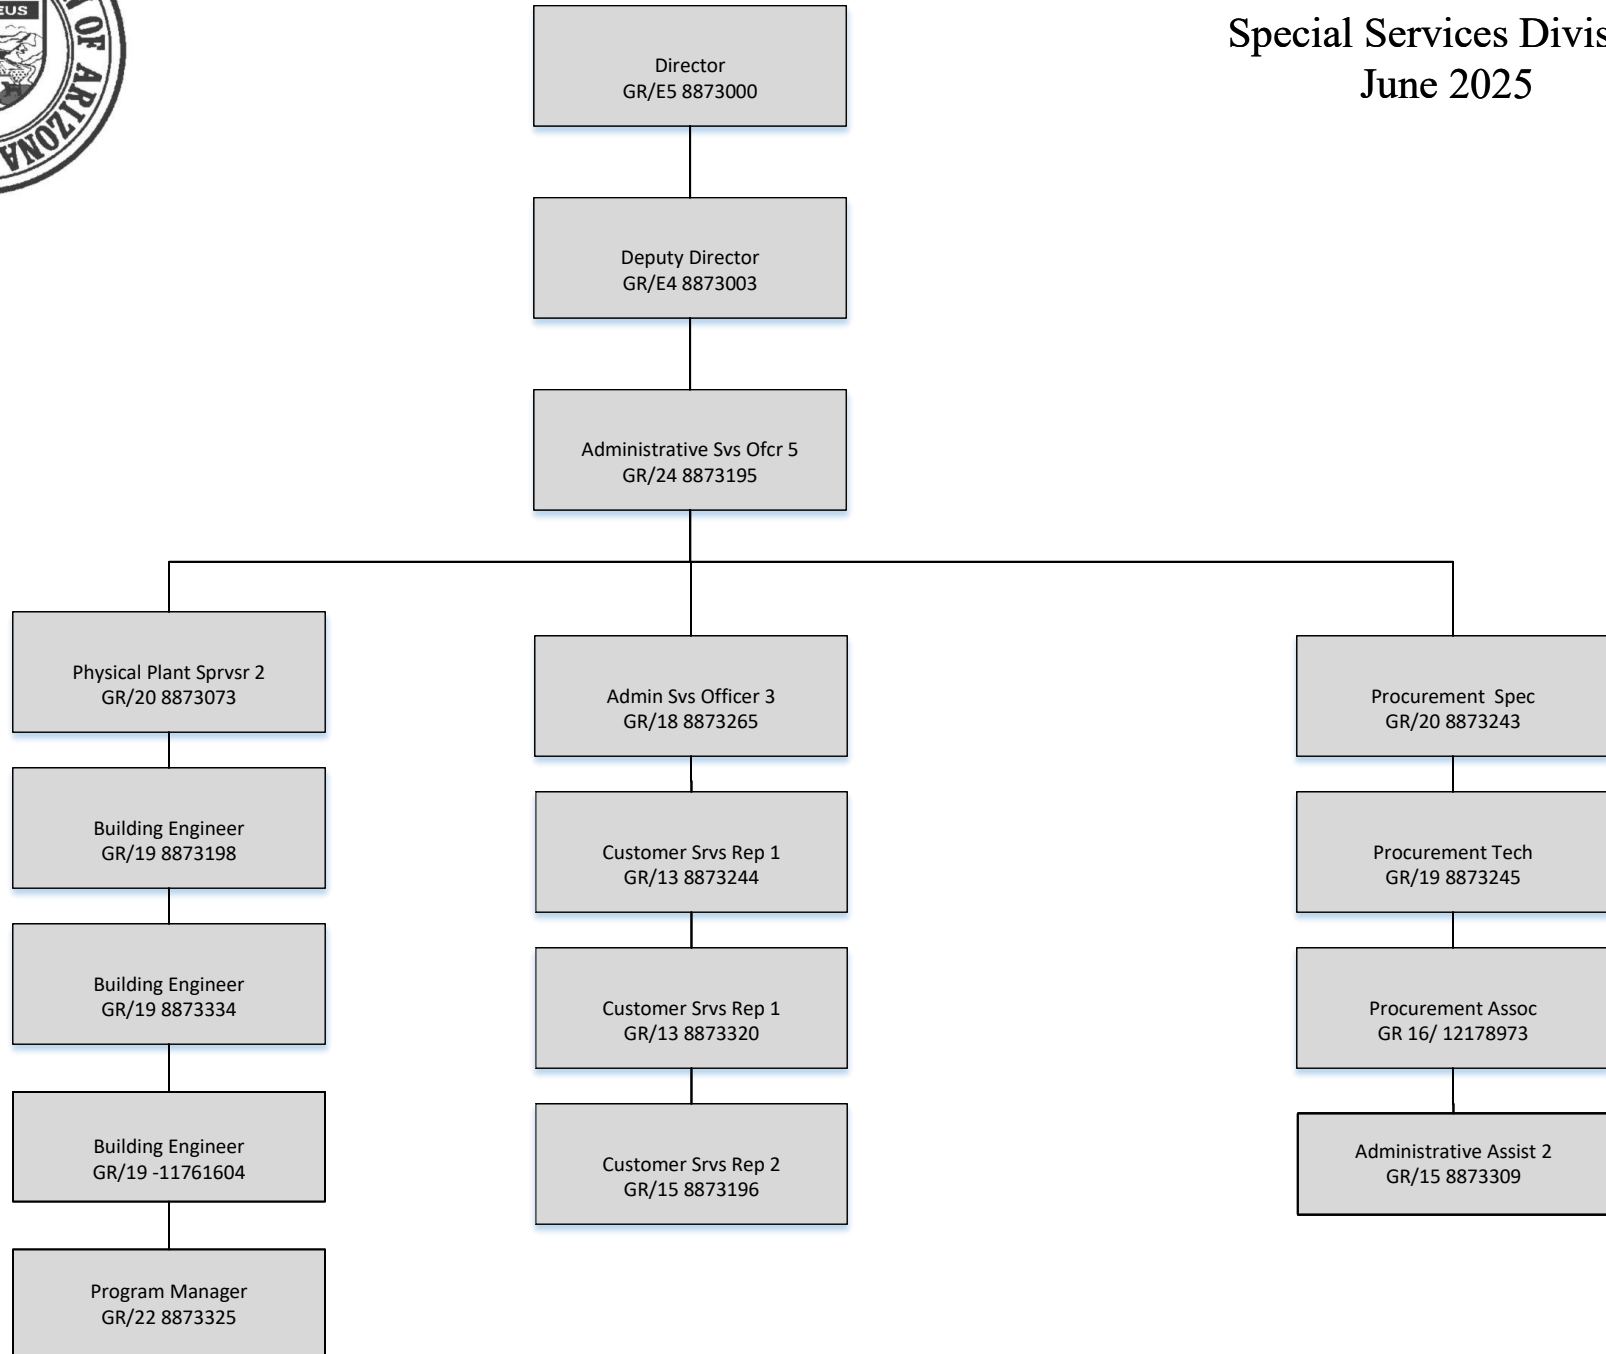 OF ARIZONA
Special Services
June 2025
Director
GR/E5 8873000
Deputy Director
GR/E4 8873003
Administrative Svs Ofcr 5
GR/24 8873195
Physical Plant Sprvsr 2
GR/20 8873073
Building Engineer
GR/19 8873198
Building Engineer
GR/19 8873334
Building Engineer
GR/19 -11761604
Program Manager
GR/22 8873325
Admin Svs Officer 3
GR/18 8873265
Customer Srvs Rep 1
GR/13 8873244
Customer Srvs Rep 1
GR/13 8873320
Customer Srvs Rep 2
GR/15 8873196
Procurement  Spec
GR/20 8873243
Procurement Tech
GR/19 8873245
Procurement Assoc
GR 16/ 12178973
Administrative Assist 2
GR/15 8873309